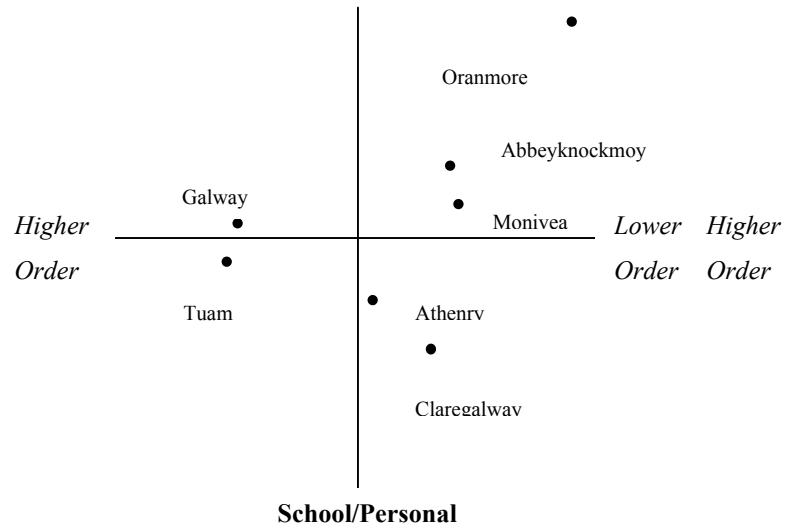 Oranmore
Abbeyknockmoy
Galway
Monivea
Higher Order
Lower Order
Higher Order
Tuam
Athenry
Claregalway
School/Personal